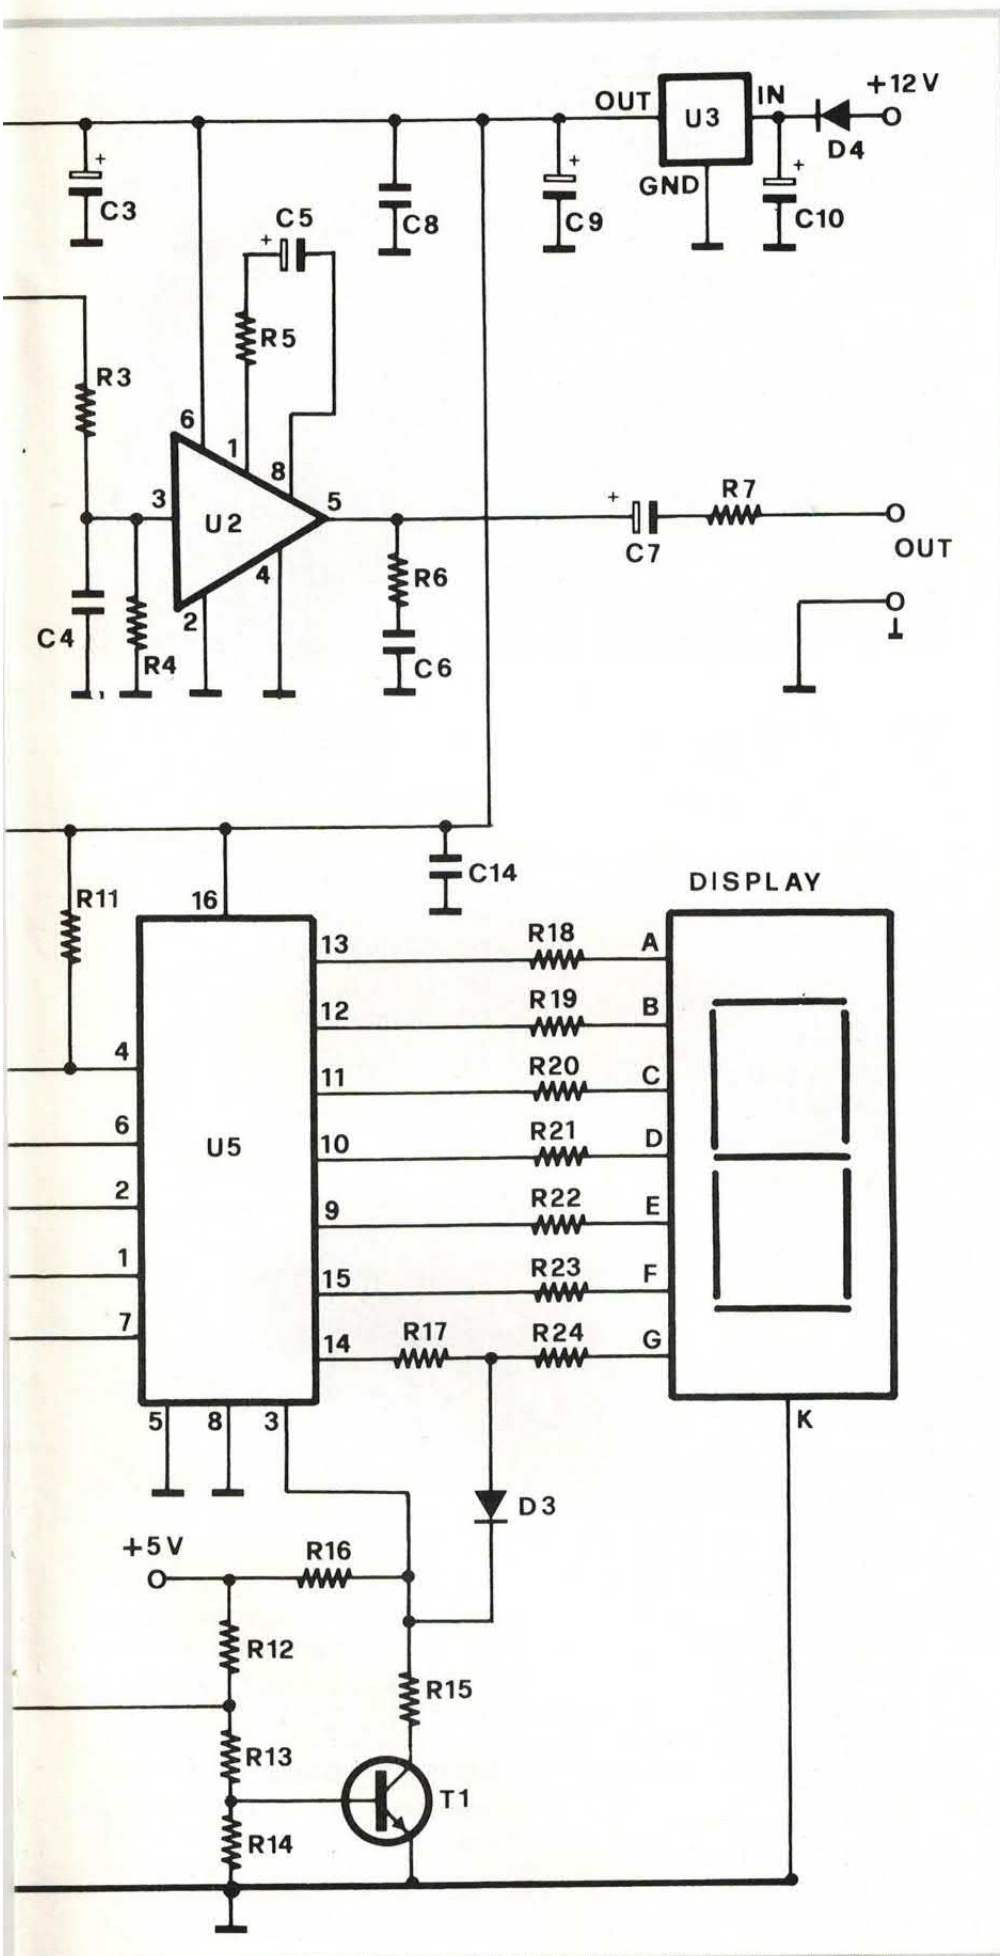 +12 V
OUT
U3
IN
D4
GND
+
C3
C8
+
C9
+
C10
C5
+
R5
R3
6
1
8
3
U2
5
4
2
C4
R4
R6
C6
+
C7
R7
OUT
C14
DISPLAY
R11
16
13
R18
A
12
R19
B
4
11
R20
C
6
U5
10
R21
D
2
9
R22
E
1
15
R23
F
7
14
R17
R24
G
5
8
3
K
D3
+5 V
R16
R12
R15
R13
T1
R14